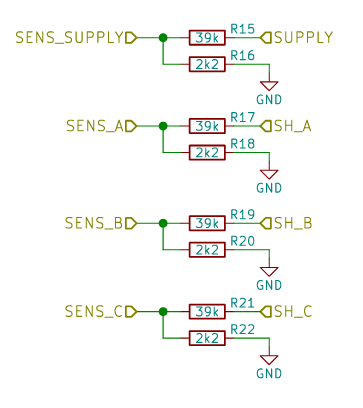 SENS_SUPPLY 39k R15 SUPPLY
2k2 R16
GND
SENS_A 39k R17 SH_A
2k2 R18
GND
SENS_B 39k R19 SH_B
2k2 R20
GND
SENS_C 39k R21 SH_C
2k2 R22
GND